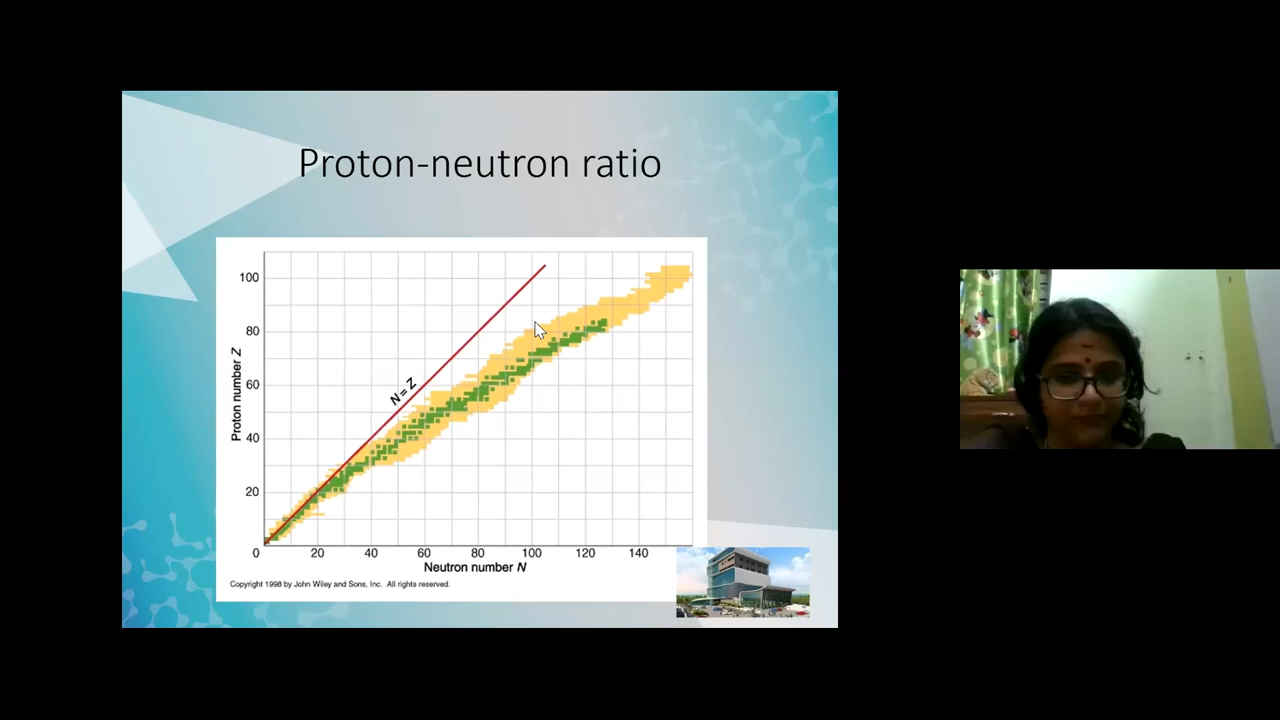 Proton-neutron ratio
100
80
60
40
20
0
Proton number Z
N = Z
20 40 60 80 100 120 140
Neutron number N
Copyright 1998 by John Wiley and Sons, Inc. All rights reserved.